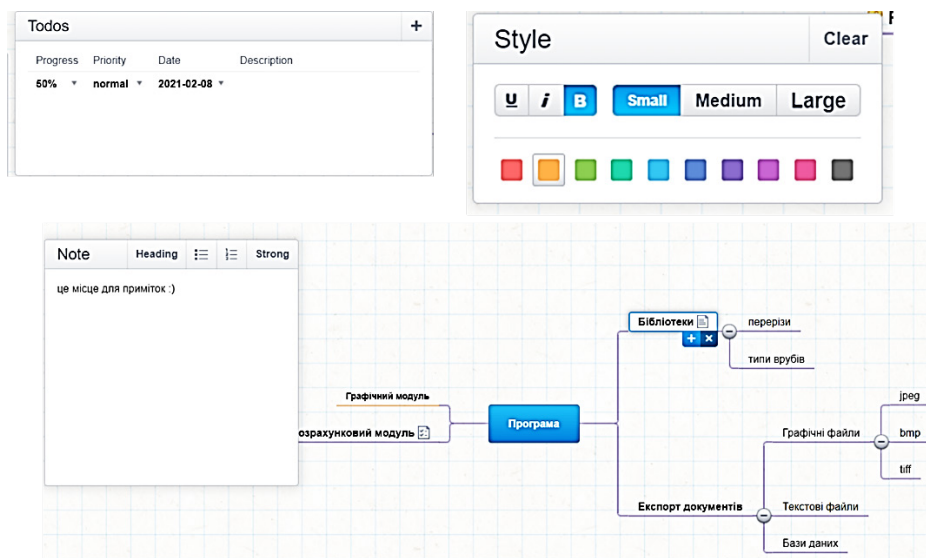 Todos +
Progress Priority Date Description
50% normal 2021-02-08
Style Clear
U i B Small Medium Large
Note Heading Strong
це місце для приміток :)
Бібліотеки
перерізи
типи врубів
Графічний модуль
озрахунковий модуль
Програма
jpeg
Графічні файли
bmp
tiff
Експорт документів
Текстові файли
Бази даних